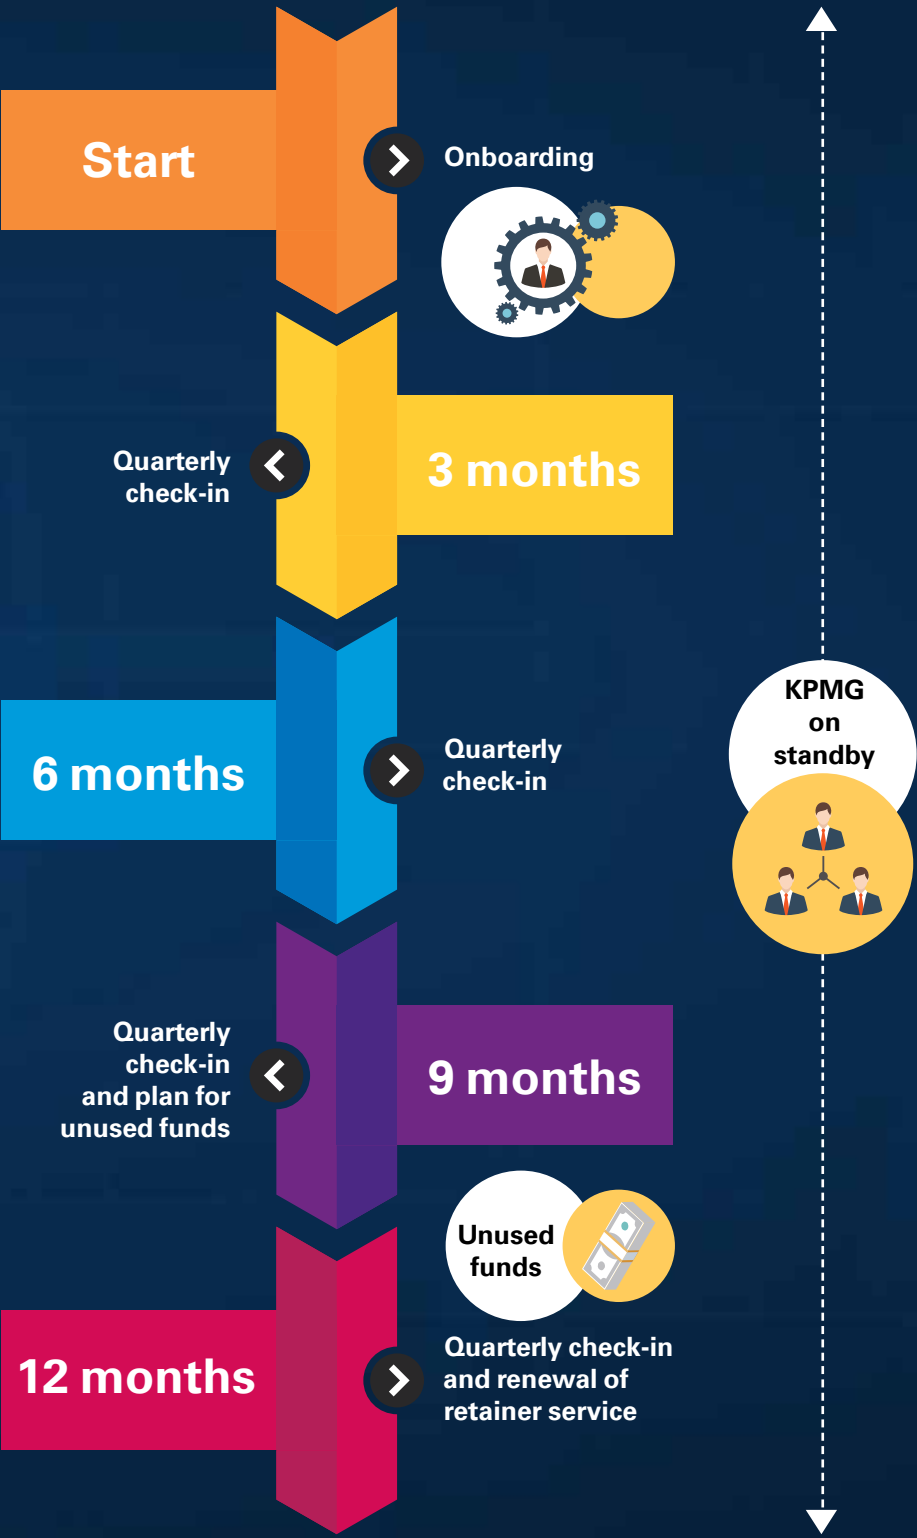 Start
Onboarding
Quarterly
check-in
3 months
6 months
Quarterly
check-in
KPMG
on
standby
Quarterly
check-in
and plan for
unused funds
9 months
Unused
funds
12 months
Quarterly check-in
and renewal of
retainer service